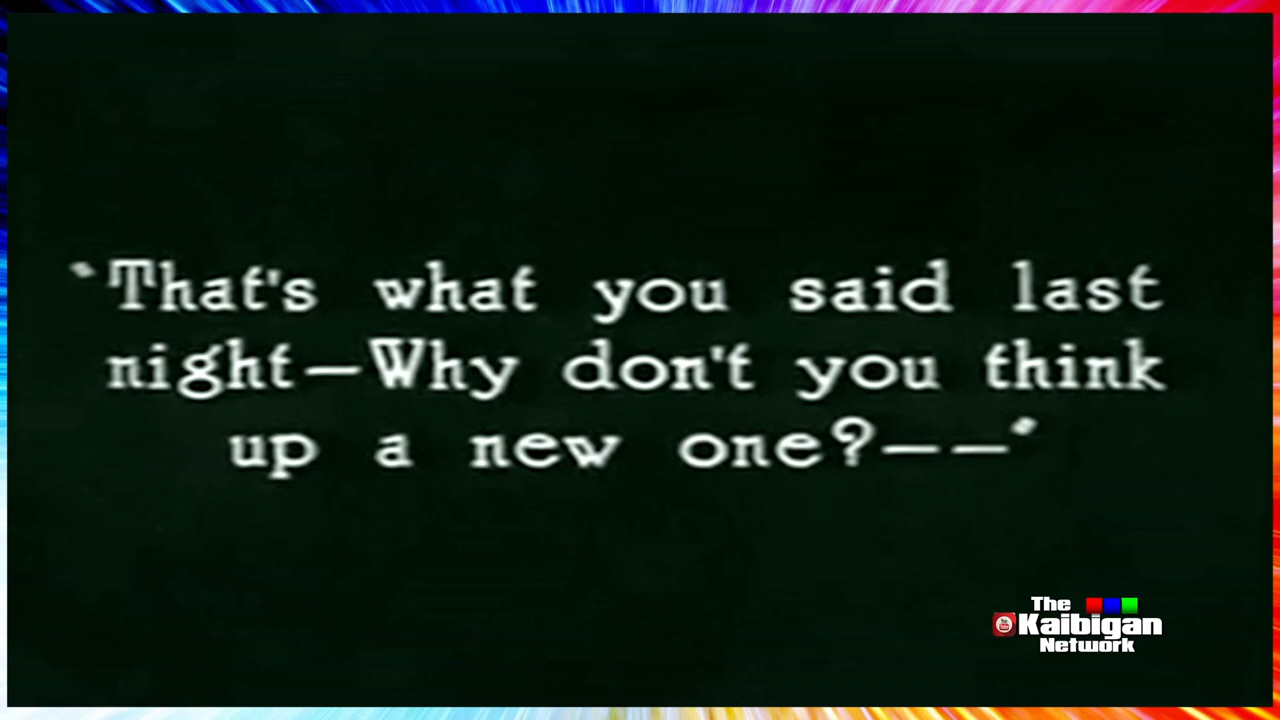 ‘That's what you said last
night—Why don't you think
up a new one?——’
The
Kaibigan
Network